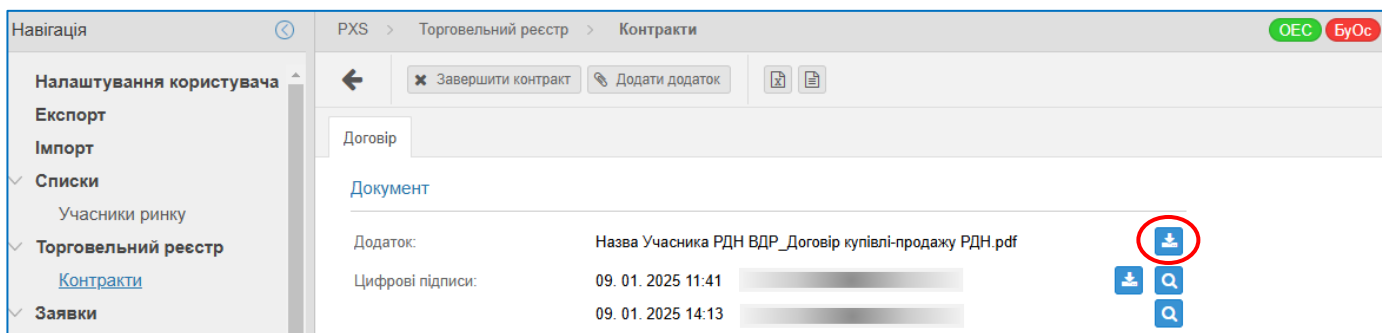 Навігація
PXS > Торговельний реєстр > Контракти
ОЕС БуОс
Налаштування користувача
Експорт
Імпорт
Списки
Учасники ринку
Торговельний реєстр
Контракти
Заявки
Завершити контракт Додати додаток
Договір
Документ
Додаток: Назва Учасника РДН ВДР_Договір купівлі-продажу РДН.pdf
Цифрові підписи: 09. 01. 2025 11:41
09. 01. 2025 14:13